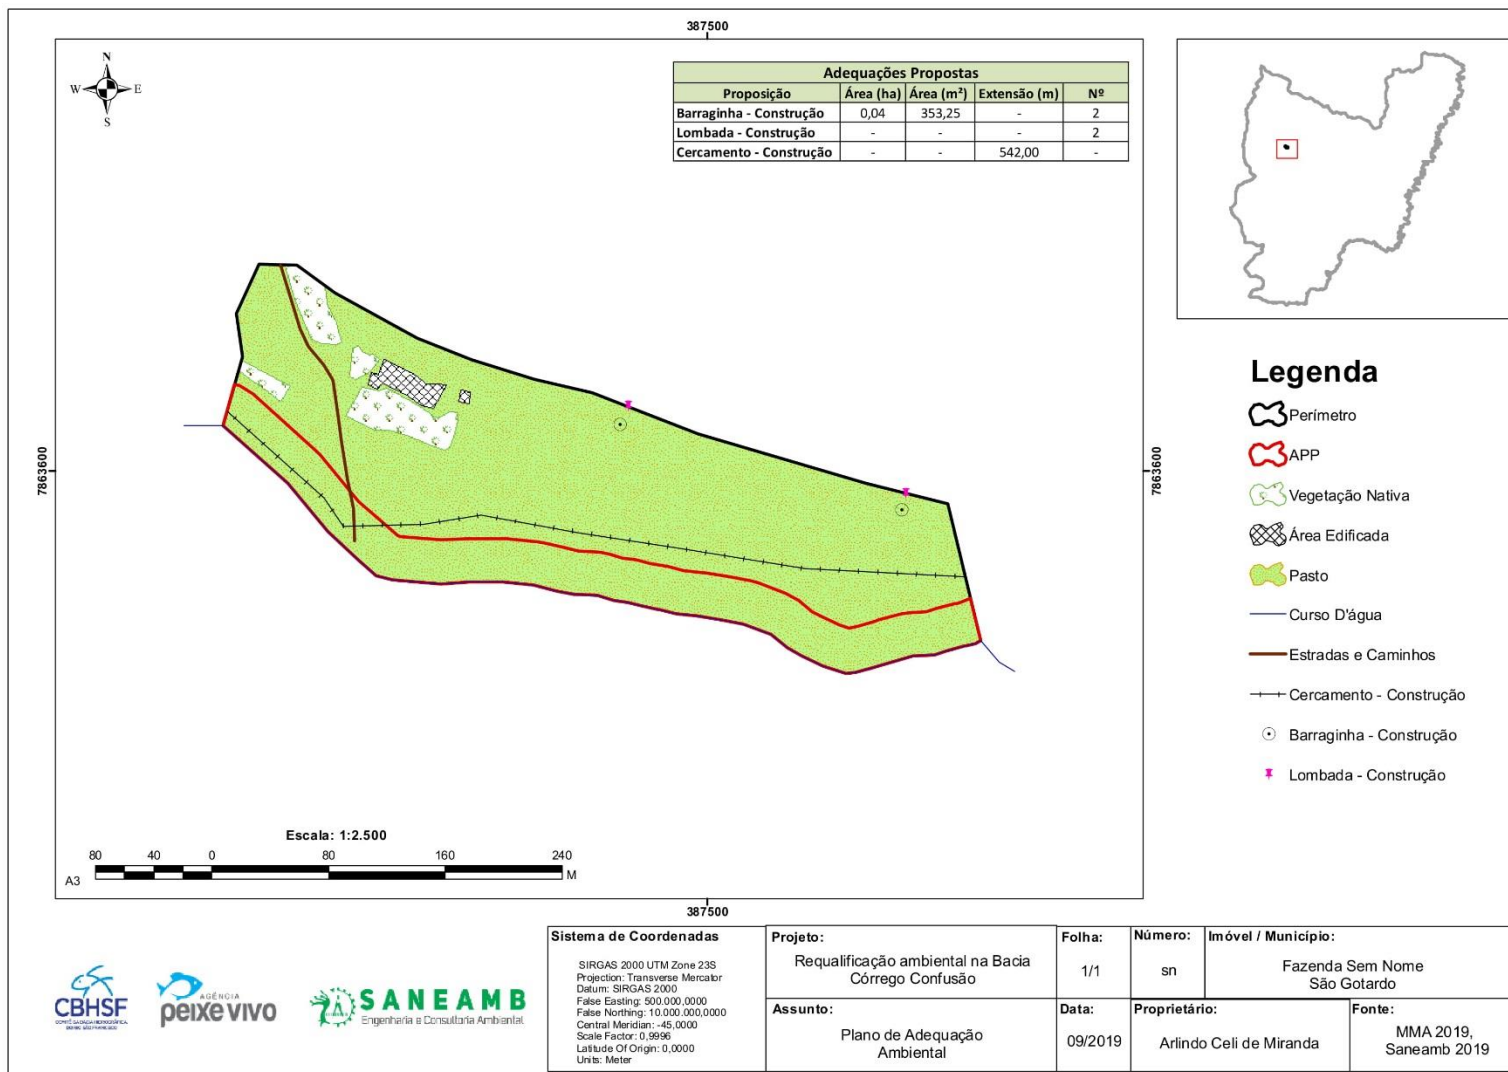 387500
N
W E
S
Adequações Propostas
Proposição Área (ha) Área (m²) Extensão (m) Nº
Barraginha - Construção 0,04 353,25 - 2
Lombada - Construção - - - 2
Cercamento - Construção - - 542,00 -
7863600
7863600
Legenda
Perímetro
APP
Vegetação Nativa
Área Edificada
Pasto
Curso D'água
Estradas e Caminhos
Cercamento - Construção
Barraginha - Construção
Lombada - Construção
Escala: 1:2.500
80 40 0 80 160 240
M
A3
387500
CBHSF
AGÊNCIA
peixe vivo
SANEAMB
Engenharia e Consultoria Ambiental
Sistema de Coordenadas
SIRGAS 2000 UTM Zone 23S
Projection: Transverse Mercator
Datum: SIRGAS 2000
False Easting: 500.000,0000
False Northing: 10.000.000,0000
Central Meridian: -45,0000
Scale Factor: 0,9996
Latitude Of Origin: 0,0000
Units: Meter
Projeto:
Requalificação ambiental na Bacia
Córrego Confusão
Assunto:
Plano de Adequação
Ambiental
Folha:
1/1
Número:
sn
Imóvel / Município:
Fazenda Sem Nome
São Gotardo
Data:
09/2019
Proprietário:
Arlindo Celi de Miranda
Fonte:
MMA 2019,
Saneamb 2019